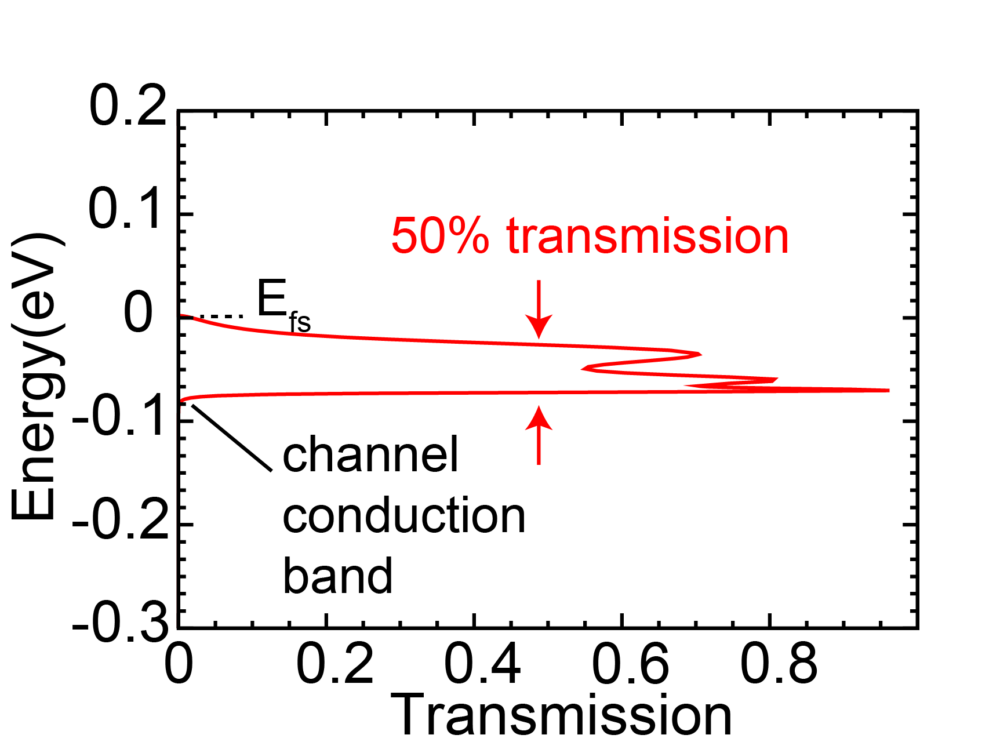 0.2
0.1
50% transmission
E_fs
0
Energy(eV)
-0.1
channel
conduction
band
-0.2
-0.3
0 0.2 0.4 0.6 0.8
Transmission